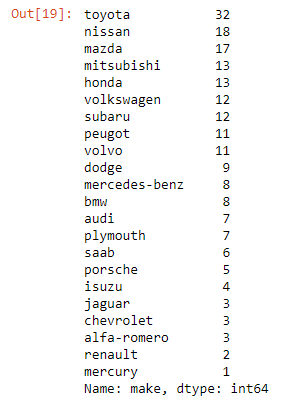 Out[19]: toyota 32
nissan 18
mazda 17
mitsubishi 13
honda 13
volkswagen 12
subaru 12
peugot 11
volvo 11
dodge 9
mercedes-benz 8
bmw 8
audi 7
plymouth 7
saab 6
porsche 5
isuzu 4
jaguar 3
chevrolet 3
alfa-romero 3
renault 2
mercury 1
Name: make, dtype: int64